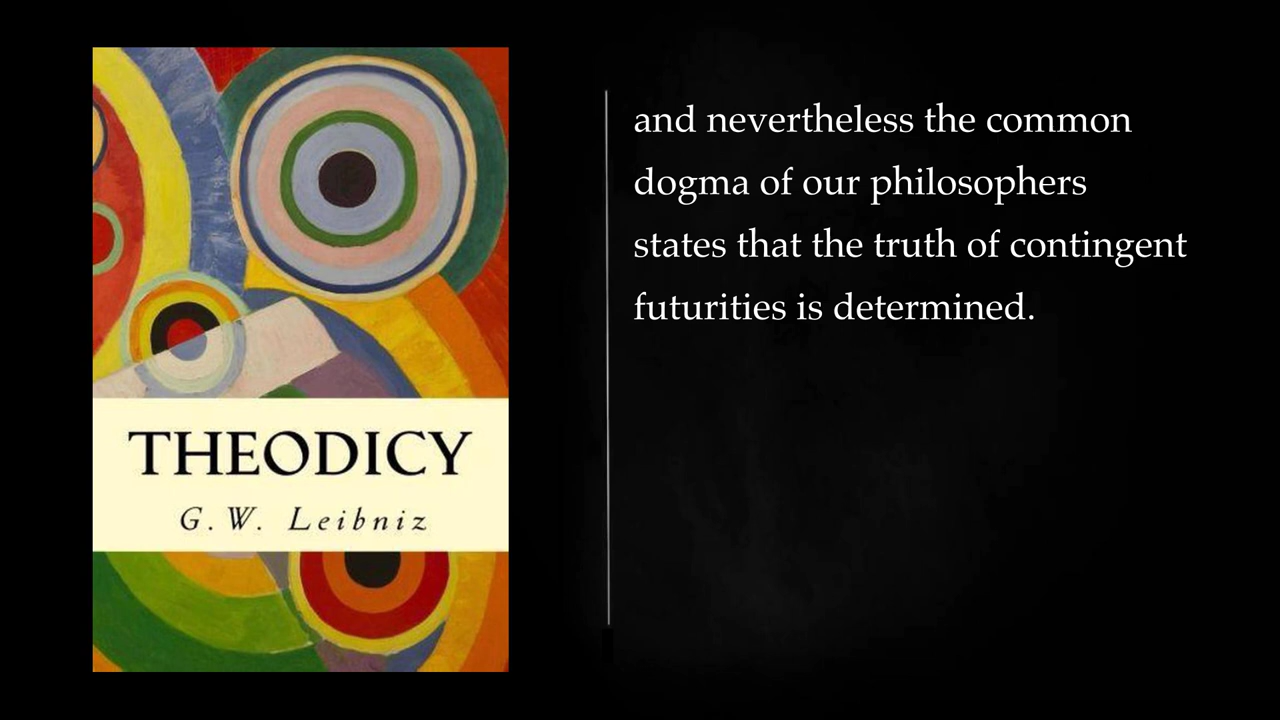 THEODICY
G. W. Leibniz
and nevertheless the common
dogma of our philosophers
states that the truth of contingent
futurities is determined.